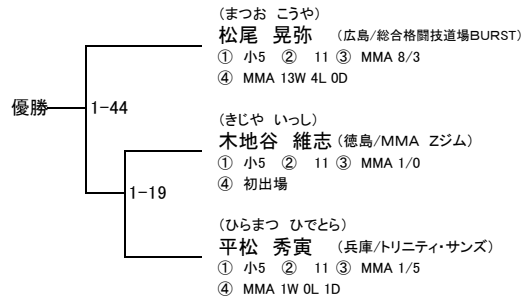 (まつお こうや)
松尾 晃弥 (広島/総合格闘技道場BURST)
① 小5 ② 11 ③ MMA 8/3
④ MMA 13W 4L 0D
優勝
1-44
(きじや いっし)
木地谷 維志 (徳島/MMA Zジム)
① 小5 ② 11 ③ MMA 1/0
④ 初出場
1-19
(ひらまつ ひでとら)
平松 秀寅 (兵庫/トリニティ・サンズ)
① 小5 ② 11 ③ MMA 1/5
④ MMA 1W 0L 1D